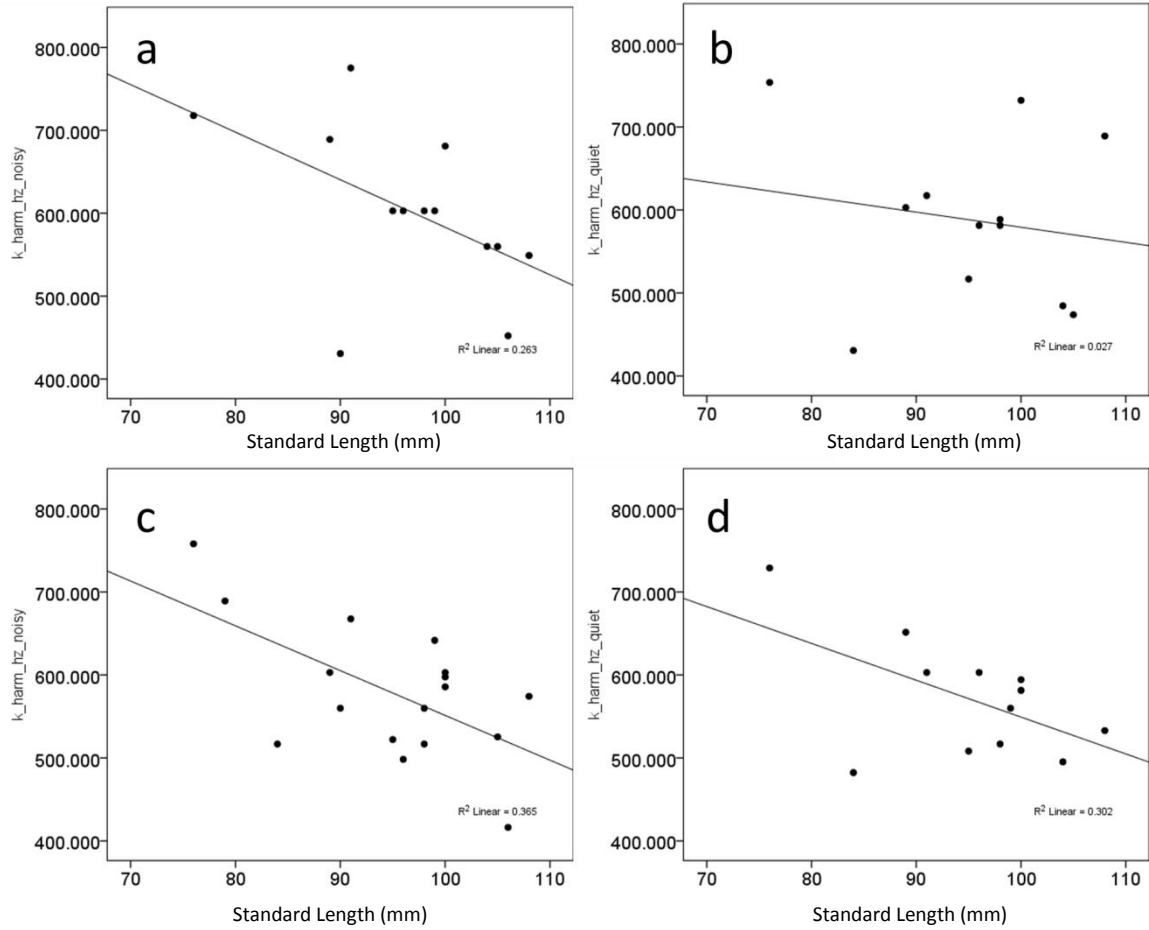 a
800.000
700.000
600.000
500.000
400.000
k_harm_hz_noisy
R² Linear = 0.263
70 80 90 100 110
Standard Length (mm)
b
800.000
700.000
600.000
500.000
400.000
k_harm_hz_quiet
R² Linear = 0.027
70 80 90 100 110
Standard Length (mm)
c
800.000
700.000
600.000
500.000
400.000
k_harm_hz_noisy
R² Linear = 0.365
70 80 90 100 110
Standard Length (mm)
d
800.000
700.000
600.000
500.000
400.000
k_harm_hz_quiet
R² Linear = 0.302
70 80 90 100 110
Standard Length (mm)